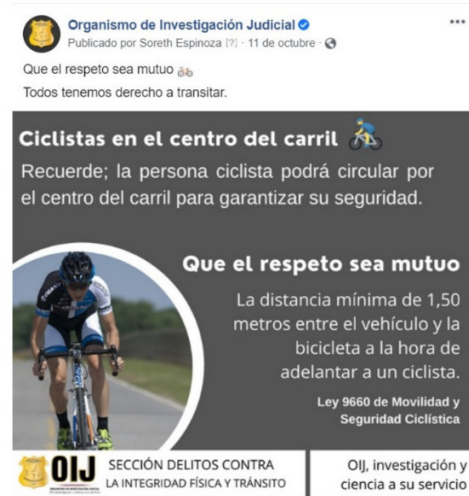 Organismo de Investigación Judicial
Publicado por Soreth Espinoza [?] · 11 de octubre ·
Que el respeto sea mutuo 🚲
Todos tenemos derecho a transitar.
Ciclistas en el centro del carril 🚴
Recuerde; la persona ciclista podrá circular por
el centro del carril para garantizar su seguridad.
Que el respeto sea mutuo
La distancia mínima de 1,50
metros entre el vehículo y la
bicicleta a la hora de
adelantar a un ciclista.
Ley 9660 de Movilidad y
Seguridad Ciclística
OIJ
SECCIÓN DELITOS CONTRA
LA INTEGRIDAD FÍSICA Y TRÁNSITO
OIJ, investigación y
ciencia a su servicio